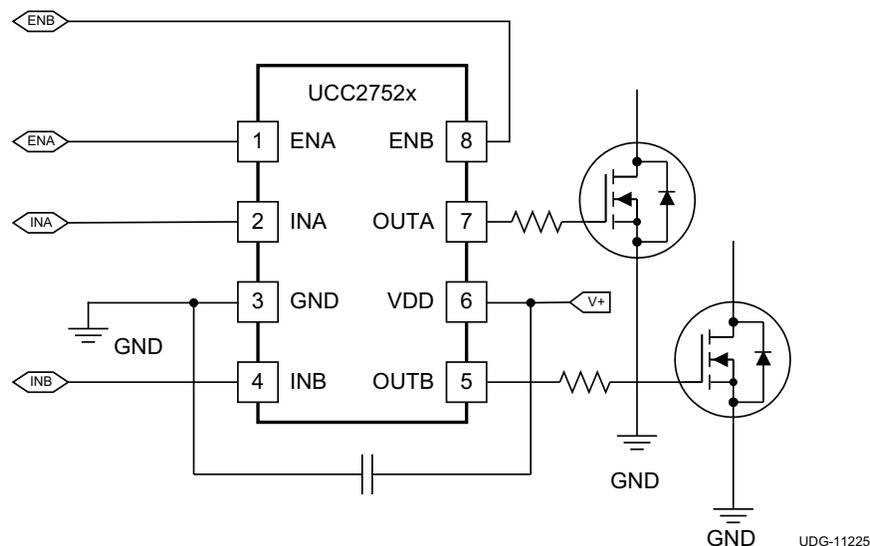 ENB
UCC2752x
ENA
1
ENA
ENB
8
INA
2
INA
OUTA
7
3
GND
VDD
6
V+
GND
INB
4
INB
OUTB
5
GND
GND
UDG-11225